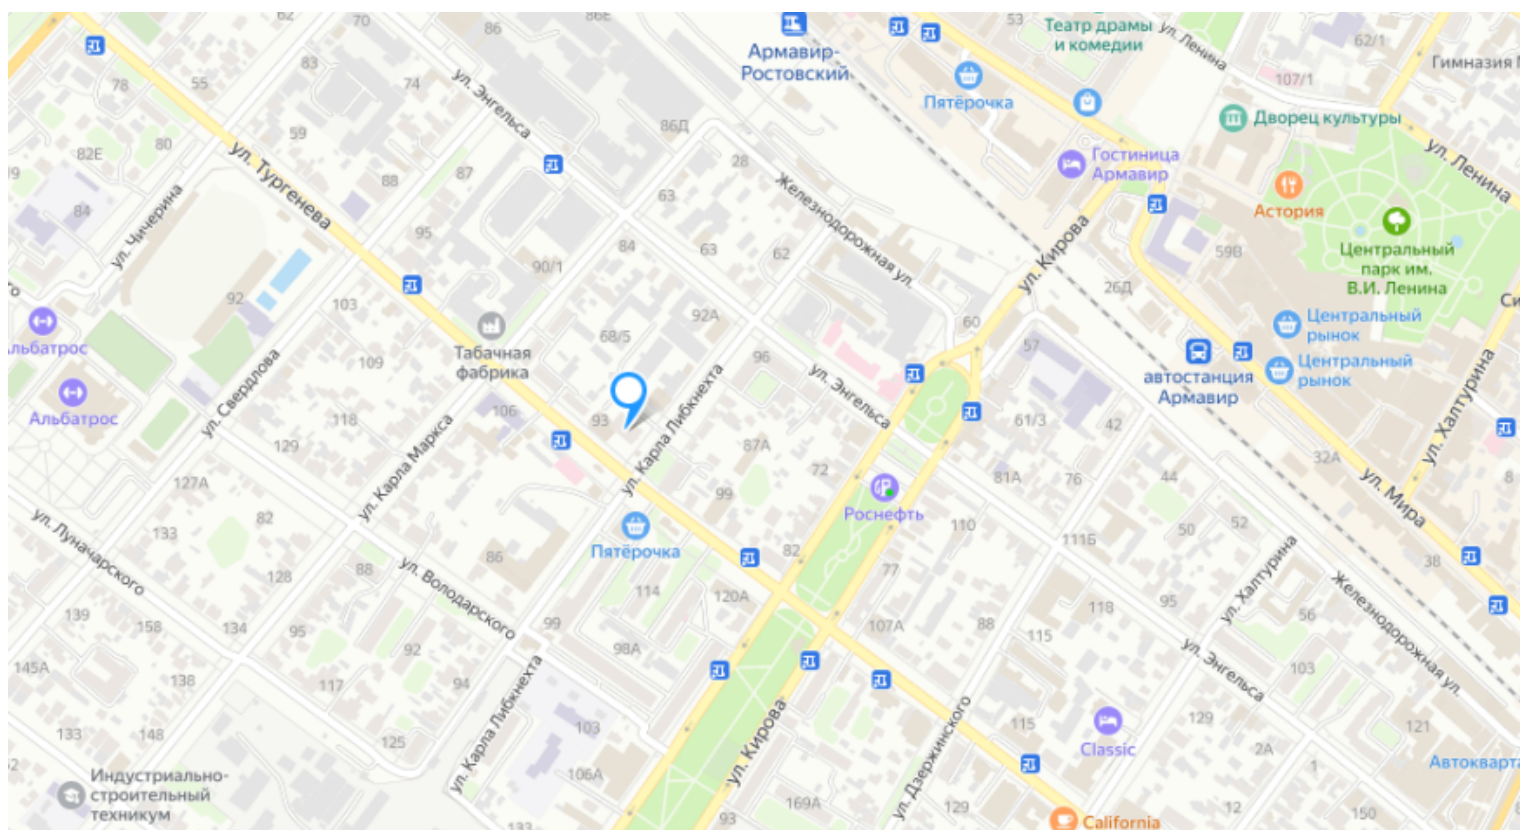 62
70
86
86Е
Армавир-
Ростовский
53
Театр драмы
и комедии
ул. Ленина
62/1
Гимназия
107/1
78
55
83
74
ул. Энгельса
Пятёрочка
Дворец культуры
82Е
80
59
ул. Тургенева
88
87
86Д
28
63
Железнодорожная ул.
Гостиница
Армавир
ул. Ленина
Астория
84
ул. Чичерина
95
90/1
84
63
62
ул. Кирова
59В
Центральный
парк им.
В.И. Ленина
92
103
26Д
льбатрос
Альбатрос
109
Табачная
фабрика
68/5
92А
96
60
57
Центральный
рынок
Центральный
рынок
автостанция
Армавир
ул. Свердлова
118
106
93
ул. Карла Либкнехта
ул. Энгельса
61/3
42
ул. Халтурина
129
ул. Карла Маркса
87А
72
81А
76
44
32А
ул. Мира
8
127А
99
Роснефть
110
50
52
ул. Луначарского
133
82
86
Пятёрочка
82
111Б
38
128
88
ул. Володарского
114
120А
77
118
95
ул. Халтурина
56
Железнодорожная ул.
139
158
134
95
92
99
98А
107А
88
115
ул. Энгельса
103
145А
138
117
94
ул. Карла Либкнехта
133
148
125
103
ул. Кирова
ул. Дзержинского
115
Classic
129
2А
1
121
Автокварта
Индустриально-
строительный
техникум
106А
169А
129
93
133
California
12
150